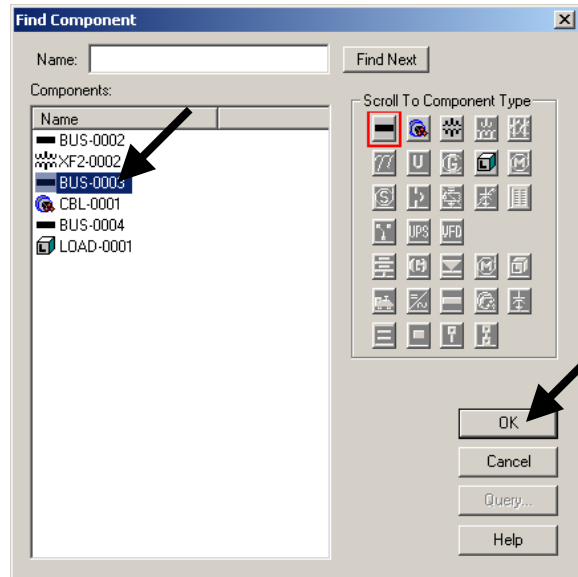 Find Component
Name:
Find Next
Components:
Scroll To Component Type
Name
BUS-0002
XF2-0002
BUS-0003
CBL-0001
BUS-0004
LOAD-0001
U
G
M
S
UPS
VFD
M
G
OK
Cancel
Query...
Help